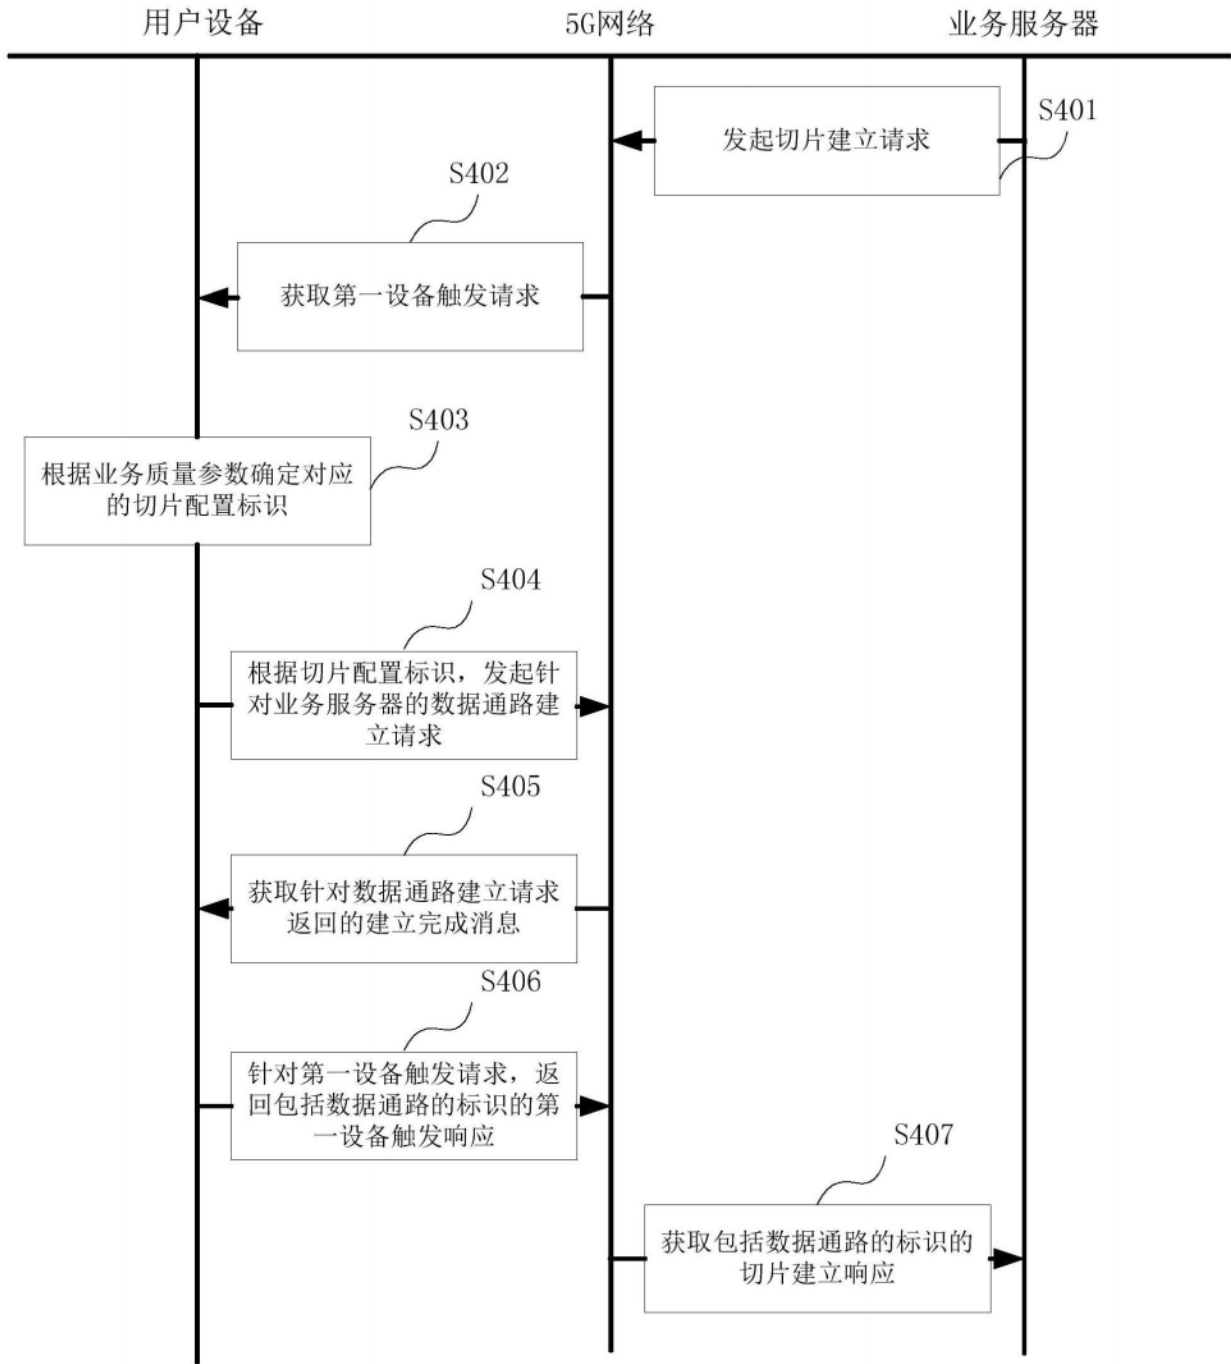 用户设备
5G网络
业务服务器
S401
发起切片建立请求
S402
获取第一设备触发请求
S403
根据业务质量参数确定对应
的切片配置标识
S404
根据切片配置标识，发起针
对业务服务器的数据通路建
立请求
S405
获取针对数据通路建立请求
返回的建立完成消息
S406
针对第一设备触发请求，返
回包括数据通路的标识的第
一设备触发响应
S407
获取包括数据通路的标识的
切片建立响应